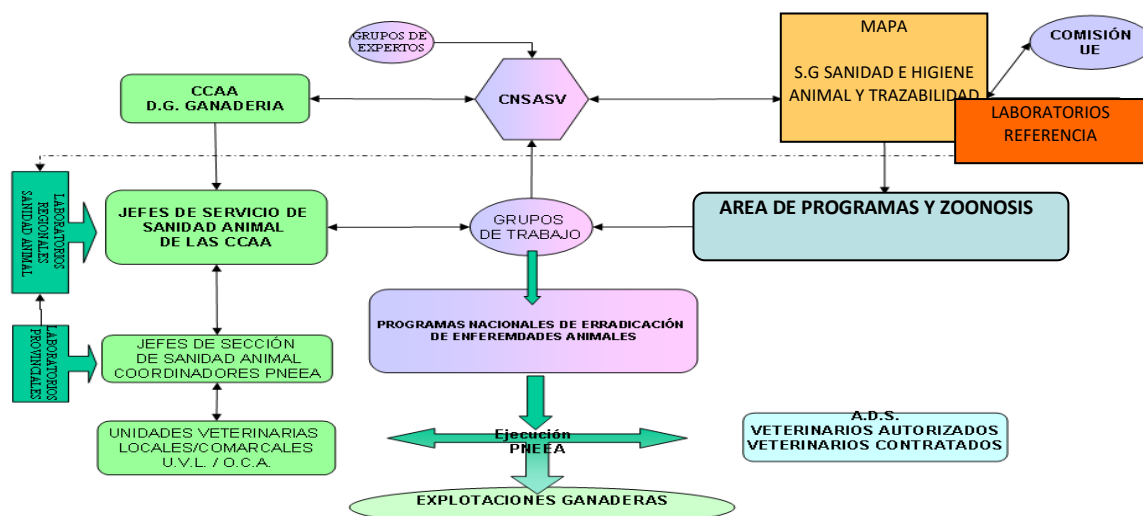 GRUPOS DE
EXPERTOS
MAPA
S.G SANIDAD E HIGIENE
ANIMAL Y TRAZABILIDAD
COMISIÓN
UE
CCAA
D.G. GANADERIA
CNSASV
LABORATORIOS
REFERENCIA
LABORATORIOS
REGIONALES
SANIDAD ANIMAL
JEFES DE SERVICIO DE
SANIDAD ANIMAL
DE LAS CCAA
GRUPOS
DE TRABAJO
AREA DE PROGRAMAS Y ZOONOSIS
PROGRAMAS NACIONALES DE ERRADICACIÓN
DE ENFEREMDADES ANIMALES
LABORATORIOS
PROVINCIALES
JEFES DE SECCIÓN
DE SANIDAD ANIMAL
COORDINADORES PNEEA
UNIDADES VETERINARIAS
LOCALES/COMARCALES
U.V.L. / O.C.A.
Ejecución
PNEEA
A.D.S.
VETERINARIOS AUTORIZADOS
VETERINARIOS CONTRATADOS
EXPLOTACIONES GANADERAS